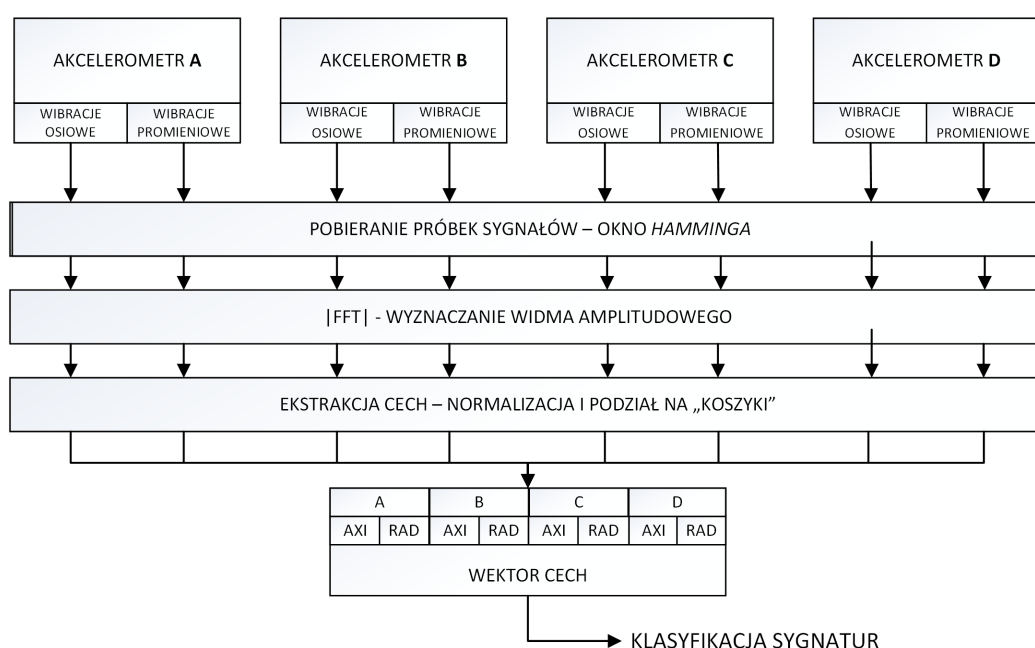 AKCELEROMETR A
AKCELEROMETR B
AKCELEROMETR C
AKCELEROMETR D
WIBRACJE
OSIOWE
WIBRACJE
PROMIENIOWE
WIBRACJE
OSIOWE
WIBRACJE
PROMIENIOWE
WIBRACJE
OSIOWE
WIBRACJE
PROMIENIOWE
WIBRACJE
OSIOWE
WIBRACJE
PROMIENIOWE
POBIERANIE PRÓBEK SYGNAŁÓW – OKNO HAMMINGA
|FFT| - WYZNACZANIE WIDMA AMPLITUDOWEGO
EKSTRAKCJA CECH – NORMALIZACJA I PODZIAŁ NA „KOSZYKI”
A B C D
AXI RAD AXI RAD AXI RAD AXI RAD
WEKTOR CECH
KLASYFIKACJA SYGNATUR